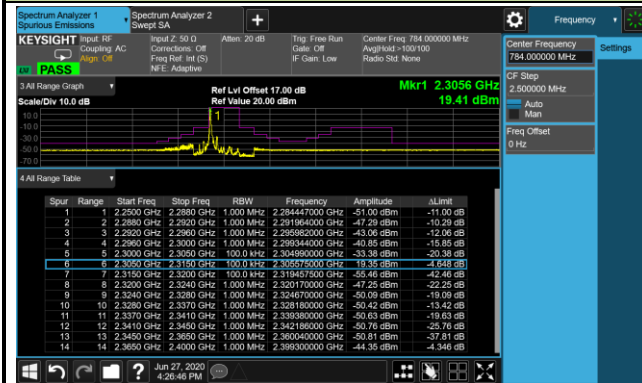 Spectrum Analyzer 1
Spurious Emissions
Spectrum Analyzer 2
Swept SA
Frequency
KEYSIGHT
Input: RF
Coupling: AC
Align: Off
Input Z: 50 Ω
Corrections: Off
Freq Ref: Int (S)
NFE: Adaptive
Atten: 20 dB
Trig: Free Run
Gate: Off
IF Gain: Low
Center Freq: 784.000000 MHz
Avg|Hold:>100/100
Radio Std: None
PASS
Center Frequency
784.000000 MHz
Settings
CF Step
2.500000 MHz
Auto
Man
Freq Offset
0 Hz
3 All Range Graph
Scale/Div 10.0 dB
Ref Lvl Offset 17.00 dB
Ref Value 20.00 dBm
Mkr1 2.3056 GHz
19.41 dBm
1
10.0
-10.0
-30.0
-50.0
-70.0
4 All Range Table
Spur Range Start Freq Stop Freq RBW Frequency Amplitude ΔLimit
1 1 2.2500 GHz 2.2880 GHz 1.000 MHz 2.284447000 GHz -51.00 dBm -11.00 dB
2 2 2.2880 GHz 2.2920 GHz 1.000 MHz 2.291964000 GHz -47.29 dBm -10.29 dB
3 3 2.2920 GHz 2.2960 GHz 1.000 MHz 2.295982000 GHz -43.06 dBm -12.06 dB
4 4 2.2960 GHz 2.3000 GHz 1.000 MHz 2.299344000 GHz -40.85 dBm -15.85 dB
5 5 2.3000 GHz 2.3050 GHz 100.0 kHz 2.304990000 GHz -33.38 dBm -20.38 dB
6 6 2.3050 GHz 2.3150 GHz 100.0 kHz 2.305575000 GHz 19.35 dBm -4.648 dB
7 7 2.3150 GHz 2.3200 GHz 100.0 kHz 2.319457500 GHz -55.46 dBm -42.46 dB
8 8 2.3200 GHz 2.3240 GHz 1.000 MHz 2.320170000 GHz -47.25 dBm -22.25 dB
9 9 2.3240 GHz 2.3280 GHz 1.000 MHz 2.324670000 GHz -50.09 dBm -19.09 dB
10 10 2.3280 GHz 2.3370 GHz 1.000 MHz 2.328180000 GHz -50.42 dBm -13.42 dB
11 11 2.3370 GHz 2.3410 GHz 1.000 MHz 2.339380000 GHz -50.63 dBm -19.63 dB
12 12 2.3410 GHz 2.3450 GHz 1.000 MHz 2.342186000 GHz -50.76 dBm -25.76 dB
13 13 2.3450 GHz 2.3650 GHz 1.000 MHz 2.360040000 GHz -50.81 dBm -37.81 dB
14 14 2.3650 GHz 2.4000 GHz 1.000 MHz 2.399300000 GHz -44.35 dBm -4.346 dB
Jun 27, 2020
4:26:46 PM